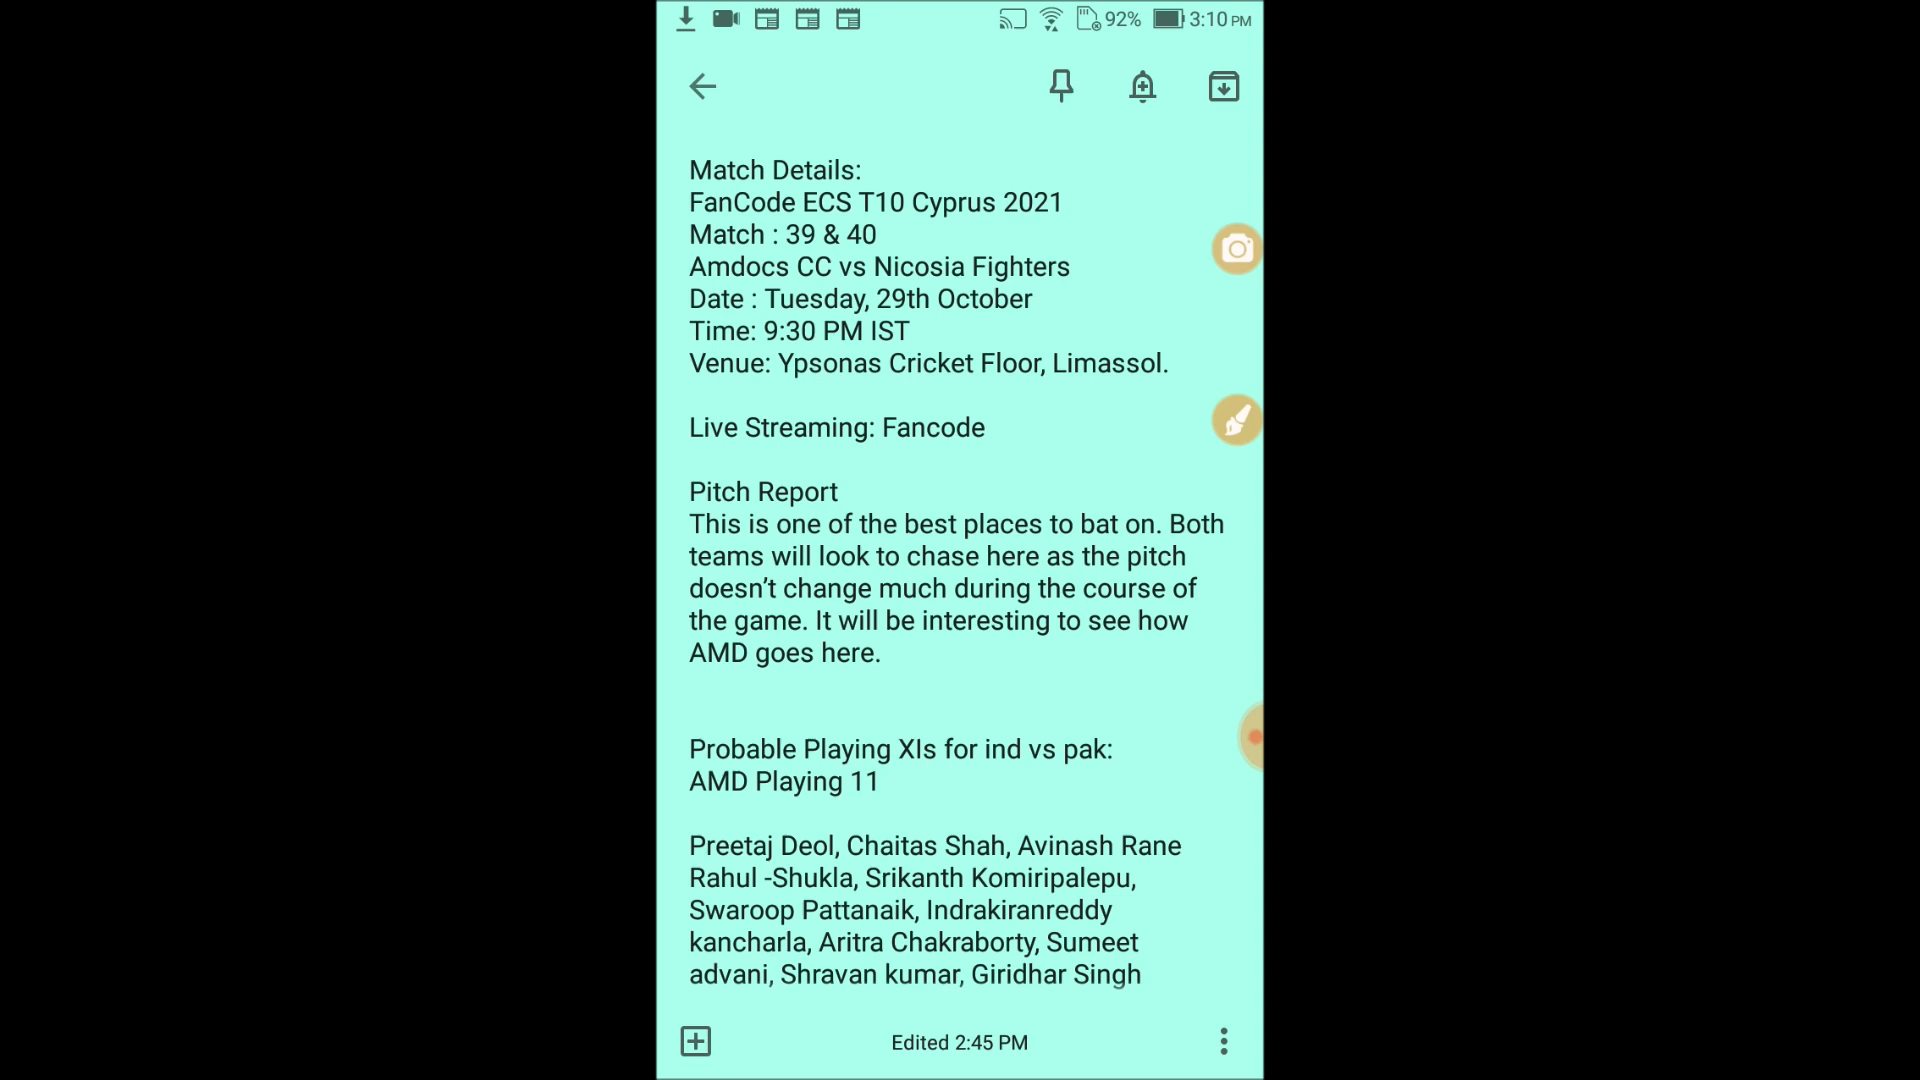 92% 3:10 PM
Match Details:
FanCode ECS T10 Cyprus 2021
Match : 39 & 40
Amdocs CC vs Nicosia Fighters
Date : Tuesday, 29th October
Time: 9:30 PM IST
Venue: Ypsonas Cricket Floor, Limassol.
Live Streaming: Fancode
Pitch Report
This is one of the best places to bat on. Both
teams will look to chase here as the pitch
doesn’t change much during the course of
the game. It will be interesting to see how
AMD goes here.
Probable Playing XIs for ind vs pak:
AMD Playing 11
Preetaj Deol, Chaitas Shah, Avinash Rane
Rahul -Shukla, Srikanth Komiripalepu,
Swaroop Pattanaik, Indrakiranreddy
kancharla, Aritra Chakraborty, Sumeet
advani, Shravan kumar, Giridhar Singh
Edited 2:45 PM